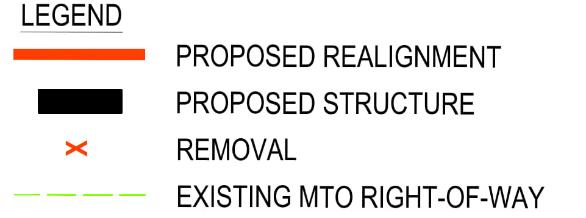 LEGEND
PROPOSED REALIGNMENT
PROPOSED STRUCTURE
REMOVAL
EXISTING MTO RIGHT-OF-WAY